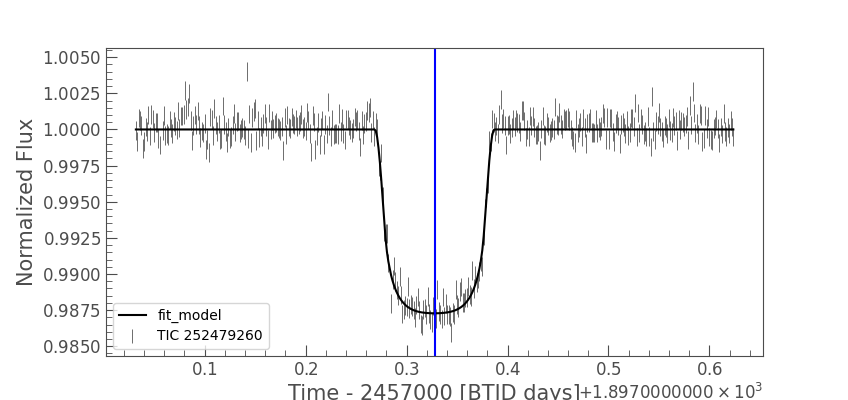 1.0050
1.0025
1.0000
0.9975
0.9950
0.9925
0.9900
0.9875
0.9850
Normalized Flux
fit_model
TIC 252479260
0.1 0.2 0.3 0.4 0.5 0.6
Time - 2457000 [BTJD days]
+1.8970000000 × 10³